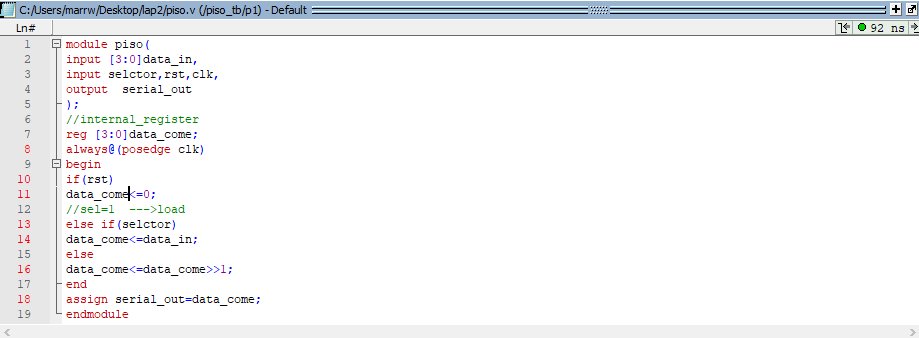 C:/Users/marrw/Desktop/lap2/piso.v (/piso_tb/p1) - Default
Ln#
92 ns
1 module piso(
2 input [3:0]data_in,
3 input selctor,rst,clk,
4 output  serial_out
5 );
6 //internal_register
7 reg [3:0]data_come;
8 always@(posedge clk)
9 begin
10 if(rst)
11 data_come<=0;
12 //sel=1  --->load
13 else if(selctor)
14 data_come<=data_in;
15 else
16 data_come<=data_come>>1;
17 end
18 assign serial_out=data_come;
19 endmodule